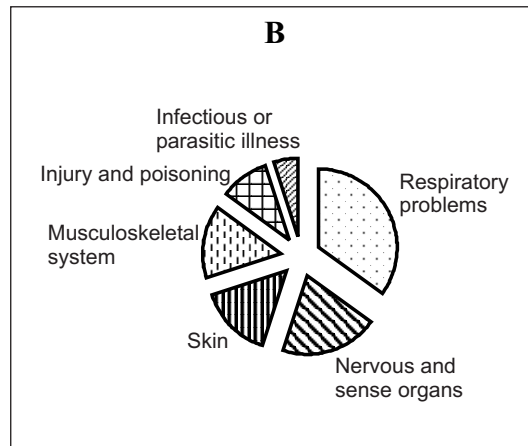 B
Infectious or
parasitic illness
Injury and poisoning
Respiratory
problems
Musculoskeletal
system
Skin
Nervous and
sense organs